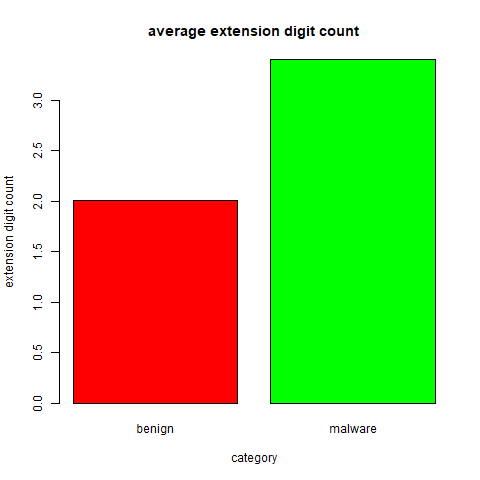 average extension digit count
extension digit count
3.0
2.5
2.0
1.5
1.0
0.5
0.0
benign malware
category